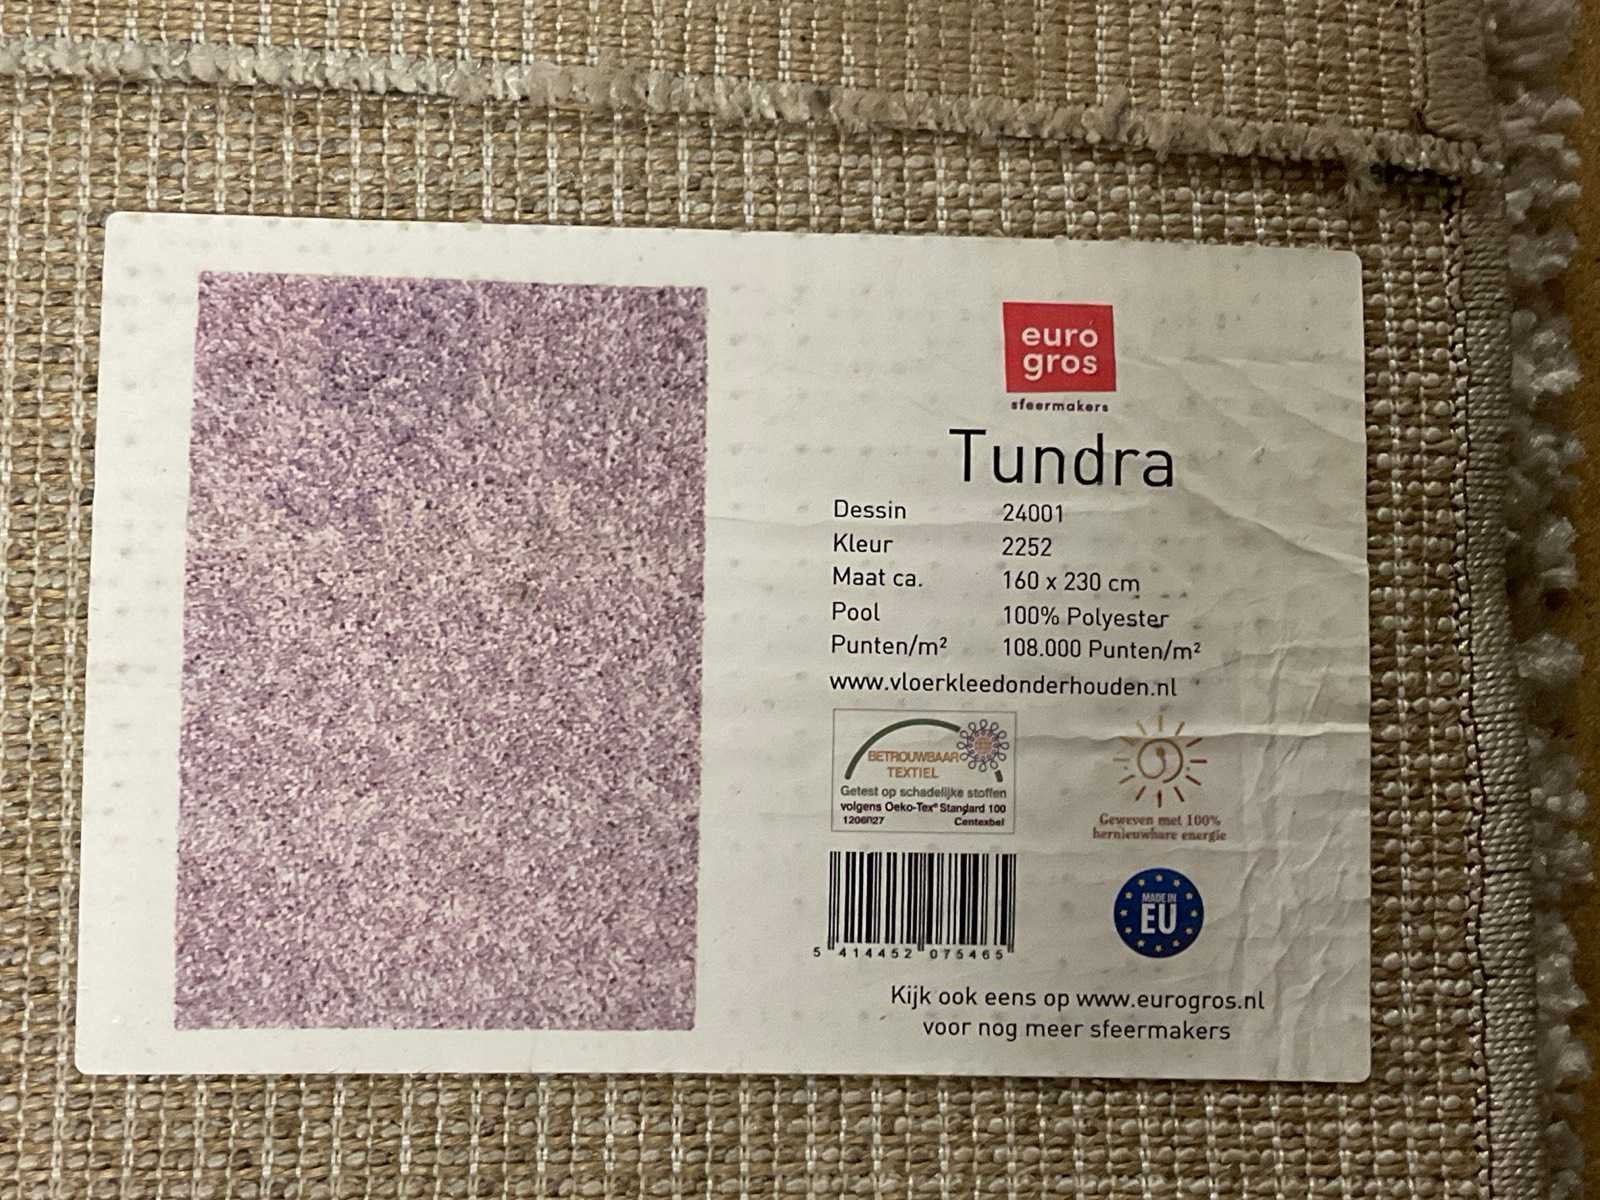 euro
gros
sfeermakers
Tundra
Dessin 24001
Kleur 2252
Maat ca. 160 x 230 cm
Pool 100% Polyester
Punten/m² 108.000 Punten/m²
www.vloerkleedonderhouden.nl
BETROUWBAAR
TEXTIEL
Getest op schadelijke stoffen
volgens Oeko-Tex® Standard 100
1206027 Centexbel
Geweven met 100%
hernieuwbare energie
MADE IN
EU
5 414452 075465
Kijk ook eens op www.eurogros.nl
voor nog meer sfeermakers